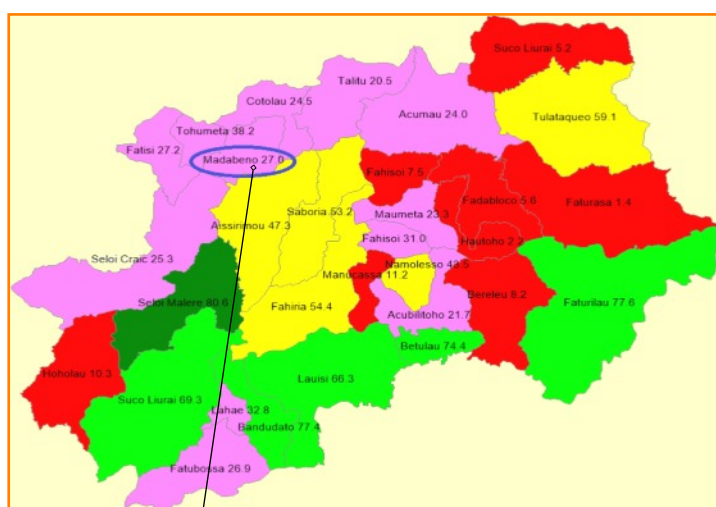 Suco Liurai 5.2
Talitu 20.5
Cotolau 24.5
Acumau 24.0
Tulataqueo 59.1
Tohumeta 38.2
Fatisi 27.2
Madabeno 27.0
Fahisoi 7.5
Saboria 53.2
Fadabloco 5.6
Faturasa 1.4
Maumeta 23.3
Aissirimou 47.3
Fahisoi 31.0
Hautoho 2.2
Seloi Craic 25.3
Namolesso 43.5
Manucassa 11.2
Seloi Malere 80.6
Bereleu 8.2
Faturilau 77.6
Fahiria 54.4
Acubilitoho 21.7
Betulau 74.4
Hoholau 10.3
Lauisi 66.3
Suco Liurai 69.3
Lahae 32.8
Bandudato 77.4
Fatubossa 26.9